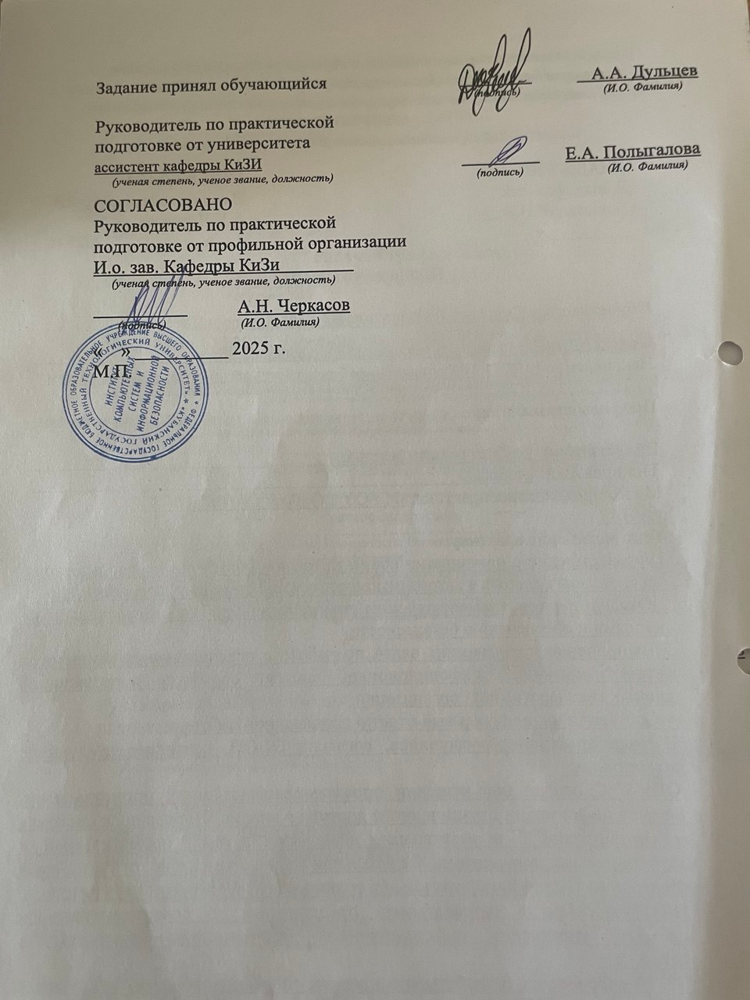 Задание принял обучающийся
(подпись)
А.А. Дульцев
(И.О. Фамилия)
Руководитель по практической
подготовке от университета
ассистент кафедры КиЗИ
(ученая степень, ученое звание, должность)
(подпись)
Е.А. Полыгалова
(И.О. Фамилия)
СОГЛАСОВАНО
Руководитель по практической
подготовке от профильной организации
И.о. зав. Кафедры КиЗи
(ученая степень, ученое звание, должность)
(подпись)
А.Н. Черкасов
(И.О. Фамилия)
« » 2025 г.
М.П.
ФЕДЕРАЛЬНОЕ ГОСУДАРСТВЕННОЕ БЮДЖЕТНОЕ ОБРАЗОВАТЕЛЬНОЕ УЧРЕЖДЕНИЕ ВЫСШЕГО ОБРАЗОВАНИЯ
«КУБАНСКИЙ ГОСУДАРСТВЕННЫЙ ТЕХНОЛОГИЧЕСКИЙ УНИВЕРСИТЕТ»
ИНСТИТУТ
КОМПЬЮТЕРНЫХ
СИСТЕМ И
ИНФОРМАЦИОННОЙ
БЕЗОПАСНОСТИ